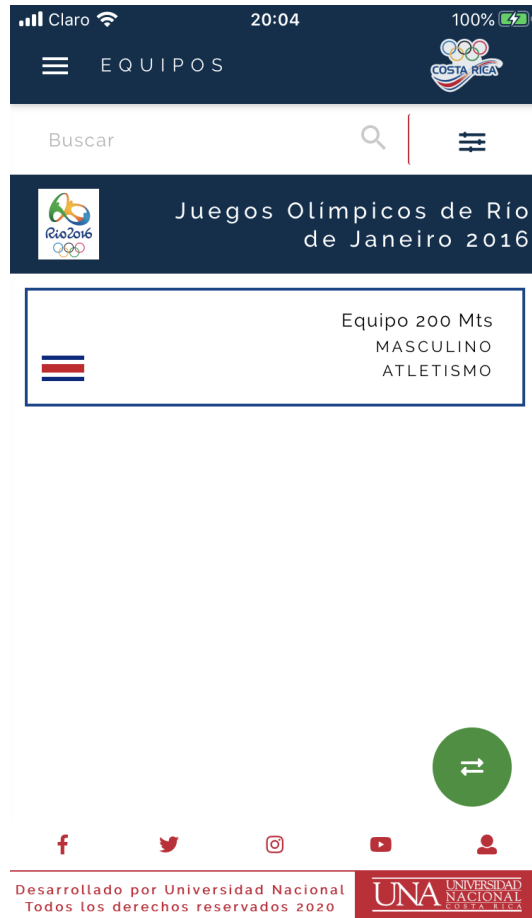 Claro 20:04 100%
EQUIPOS
COSTA RICA
Buscar
Rio2016
Juegos Olímpicos de Río
de Janeiro 2016
Equipo 200 Mts
MASCULINO
ATLETISMO
Desarrollado por Universidad Nacional
Todos los derechos reservados 2020
UNA UNIVERSIDAD
NACIONAL
COSTA RICA